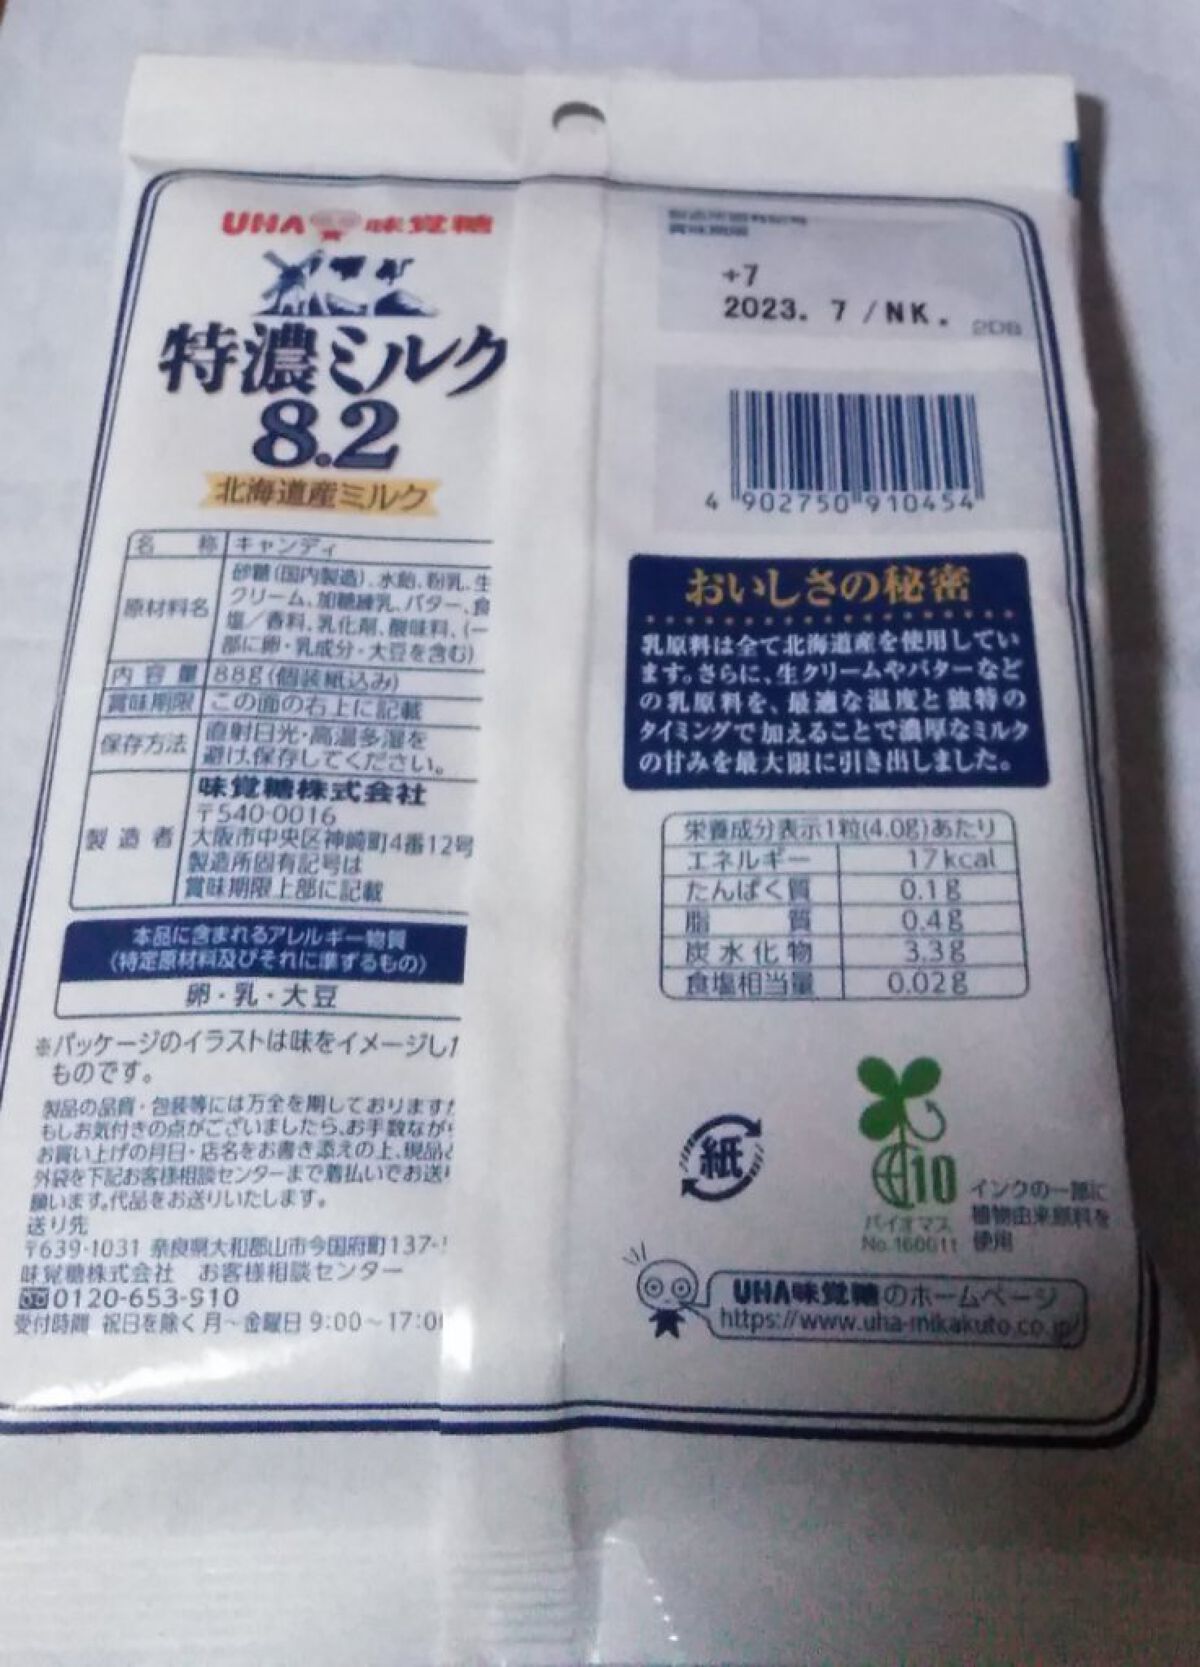 UHA味覚糖
特濃ミルク
8.2
北海道産ミルク
名称 キャンディ
原材料名 砂糖(国内製造)、水飴、粉乳、生
クリーム、加糖練乳、バター、食
塩/香料、乳化剤、酸味料、(一
部に卵・乳成分・大豆を含む)
内容量 88g(個装紙込み)
賞味期限 この面の右上に記載
保存方法 直射日光・高温多湿を
避け、保存してください。
製造者 味覚糖株式会社
〒540-0016
大阪市中央区神崎町4番12号
製造所固有記号は
賞味期限上部に記載
本品に含まれるアレルギー物質
(特定原材料及びそれに準ずるもの)
卵・乳・大豆
※パッケージのイラストは味をイメージし
ものです。
製品の品質・包装等には万全を期しております
もしお気付きの点がございましたら、お手数なが
お買い上げの月日・店名をお書き添えの上、現品と
外袋を下記お客様相談センターまで着払いでお送り
願います。代品をお送りいたします。
送り先
〒639-1031 奈良県大和郡山市今国府町137-
味覚糖株式会社 お客様相談センター
0120-653-910
受付時間 祝日を除く月～金曜日 9:00～17:0
製造所固有記号
賞味期限
+7
2023. 7 /NK.
2DB
4 902750 910454
おいしさの秘密
乳原料は全て北海道産を使用してい
ます。さらに、生クリームやバターなど
の乳原料を、最適な温度と独特の
タイミングで加えることで濃厚なミルク
の甘みを最大限に引き出しました。
栄養成分表示1粒(4.0g)あたり
エネルギー 17kcal
たんぱく質 0.1g
脂質 0.4g
炭水化物 3.3g
食塩相当量 0.02g
紙
10
バイオマス
No.160011
インクの一部に
植物由来原料を
使用
UHA味覚糖のホームページ
https://www.uha-mikakuto.co.jp/